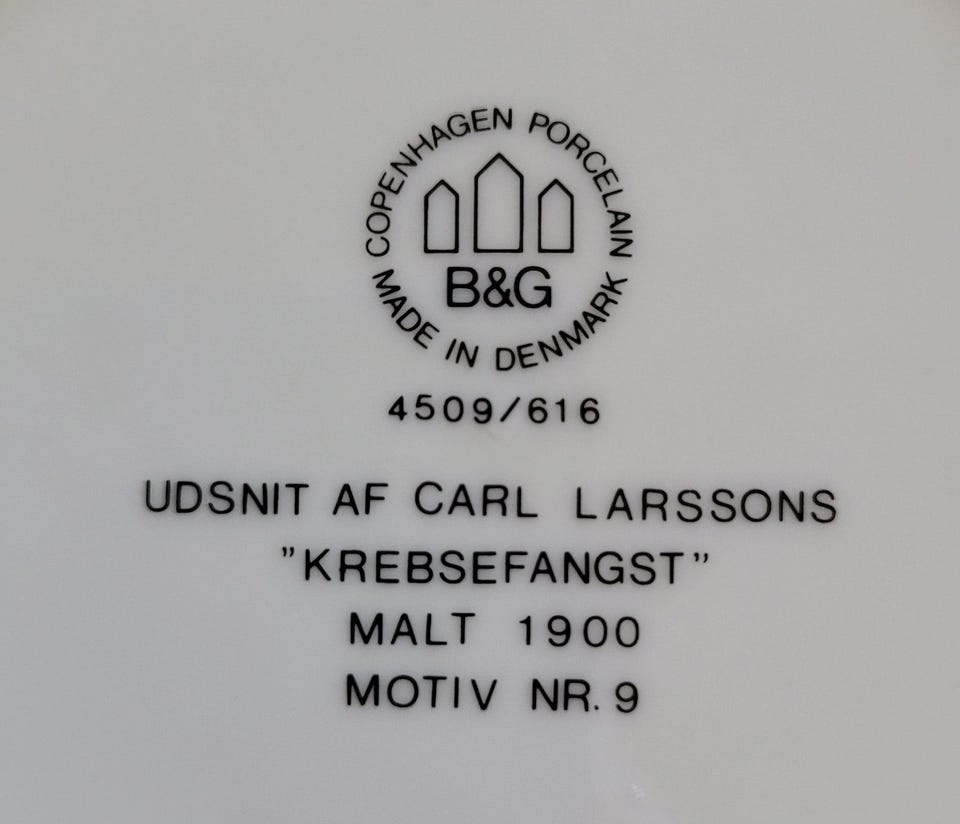 COPENHAGEN PORCELAIN
B&G
MADE IN DENMARK
4509/616
UDSNIT AF CARL LARSSONS
"KREBSEFANGST"
MALT 1900
MOTIV NR. 9